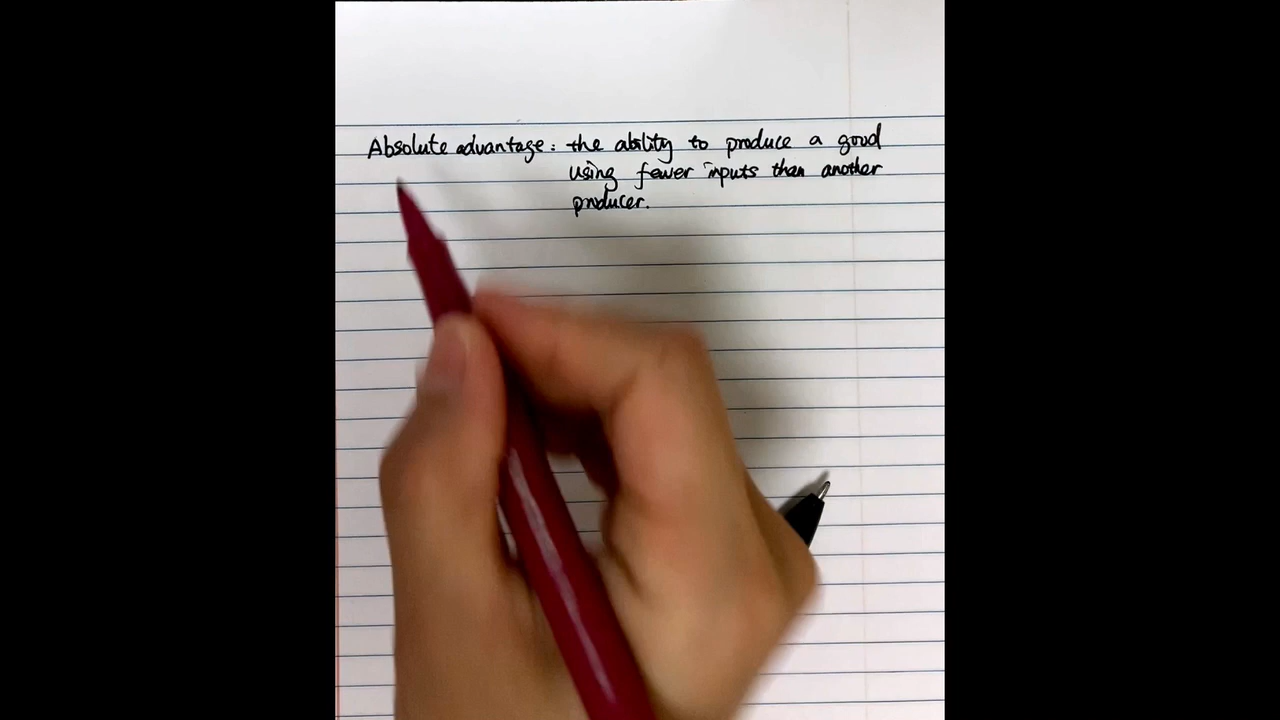 Absolute advantage: the ability to produce a good
using fewer inputs than another
producer.